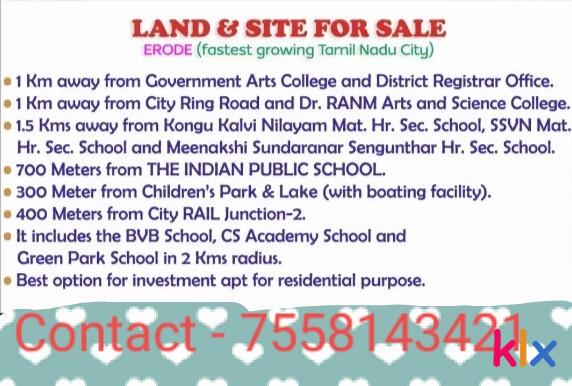 LAND & SITE FOR SALE
ERODE (fastest growing Tamil Nadu City)
• 1 Km away from Government Arts College and District Registrar Office.
• 1 Km away from City Ring Road and Dr. RANM Arts and Science College.
• 1.5 Kms away from Kongu Kalvi Nilayam Mat. Hr. Sec. School, SSVN Mat.
Hr. Sec. School and Meenakshi Sundaranar Sengunthar Hr. Sec. School.
• 700 Meters from THE INDIAN PUBLIC SCHOOL.
• 300 Meter from Children's Park & Lake (with boating facility).
• 400 Meters from City RAIL Junction-2.
• It includes the BVB School, CS Academy School and
Green Park School in 2 Kms radius.
• Best option for investment apt for residential purpose.
Contact - 7558143421
klx